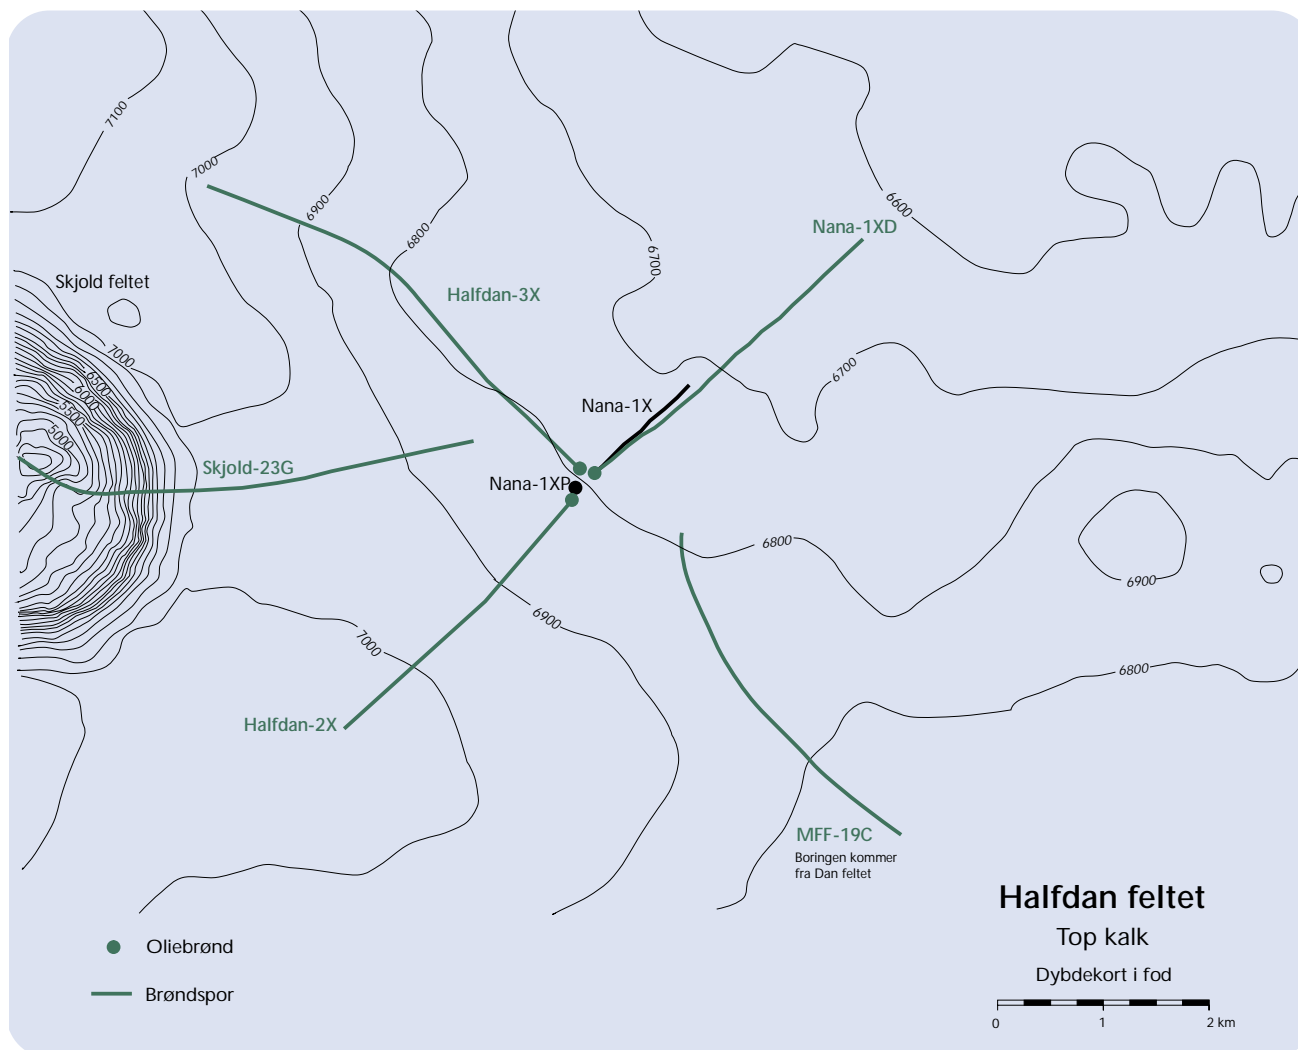 7100
7000
6900
6800
6700
6600
Nana-1XD
Skjold feltet
Halfdan-3X
7000
6500
6000
5500
5000
6700
Nana-1X
Skjold-23G
Nana-1XP
6800
6900
6900
7000
6800
Halfdan-2X
MFF-19C
Boringen kommer
fra Dan feltet
Halfdan feltet
Top kalk
Dybdekort i fod
0 1 2 km
Oliebrønd
Brøndspor